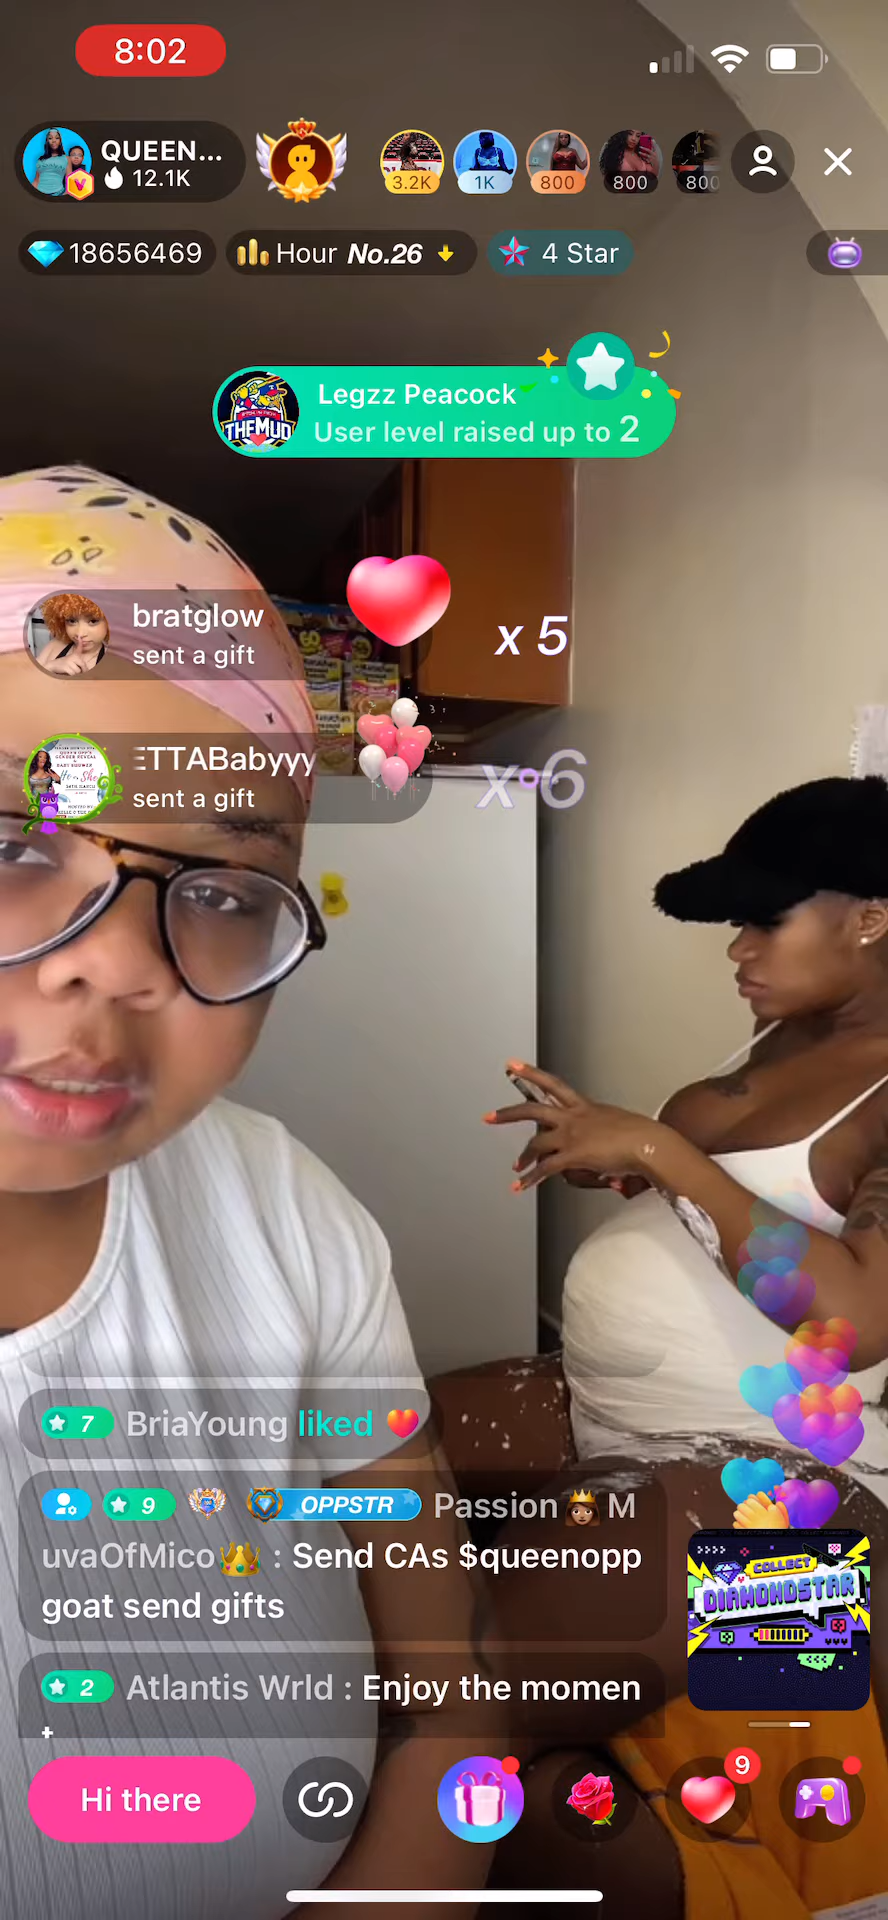 8:02
QUEEN...
12.1K
3.2K
1K
800
800
800
18656469
Hour No.26
4 Star
Legzz Peacock
User level raised up to 2
THEMUD
bratglow
sent a gift
x 5
ETTABabyyy
sent a gift
x 6
7 BriaYoung liked
9 OPPSTR Passion👸🏽M
uvaOfMico👑 : Send CAs $queenopp
goat send gifts
COLLECT
DIAMONDSTAR
2 Atlantis Wrld : Enjoy the momen
Hi there
9